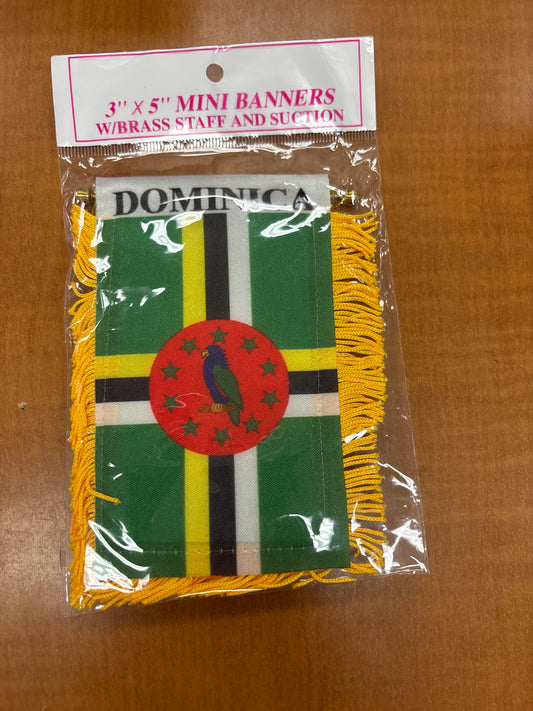 3" X 5" MINI BANNERS
W/BRASS STAFF AND SUCTION
DOMINICA